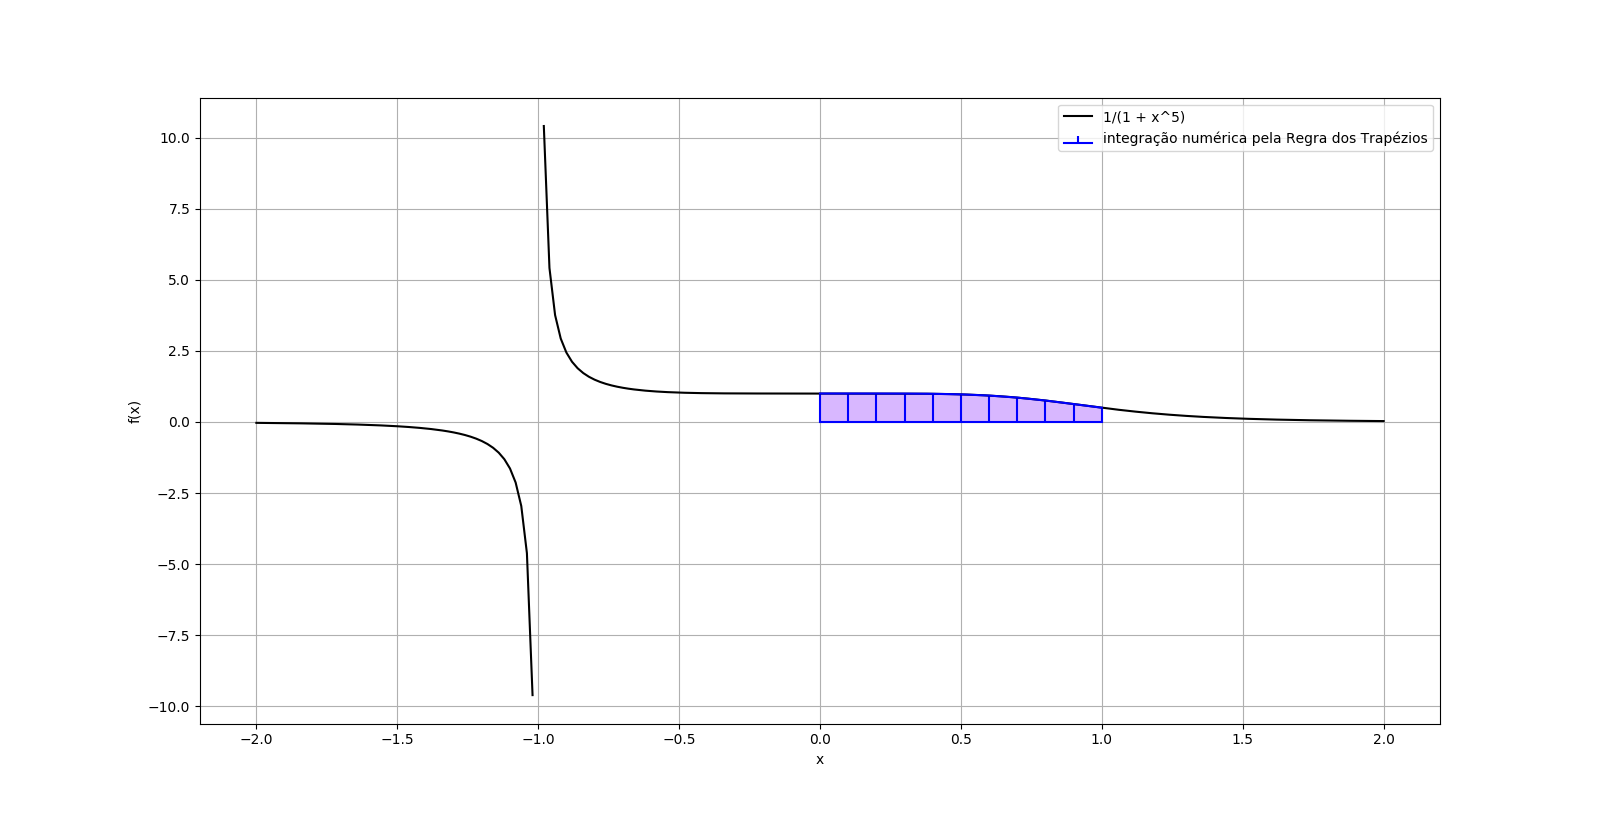 1/(1 + x^5)
integração numérica pela Regra dos Trapézios
10.0
7.5
5.0
2.5
0.0
−2.5
−5.0
−7.5
−10.0
f(x)
−2.0 −1.5 −1.0 −0.5 0.0 0.5 1.0 1.5 2.0
x